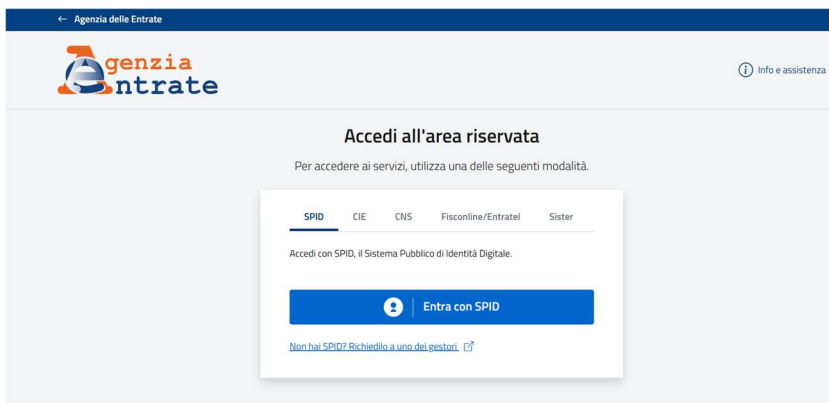 ← Agenzia delle Entrate
Agenzia
Entrate
Info e assistenza
Accedi all'area riservata
Per accedere ai servizi, utilizza una delle seguenti modalità.
SPID CIE CNS Fisconline/Entratel Sister
Accedi con SPID, il Sistema Pubblico di Identità Digitale.
Entra con SPID
Non hai SPID? Richiedilo a uno dei gestori